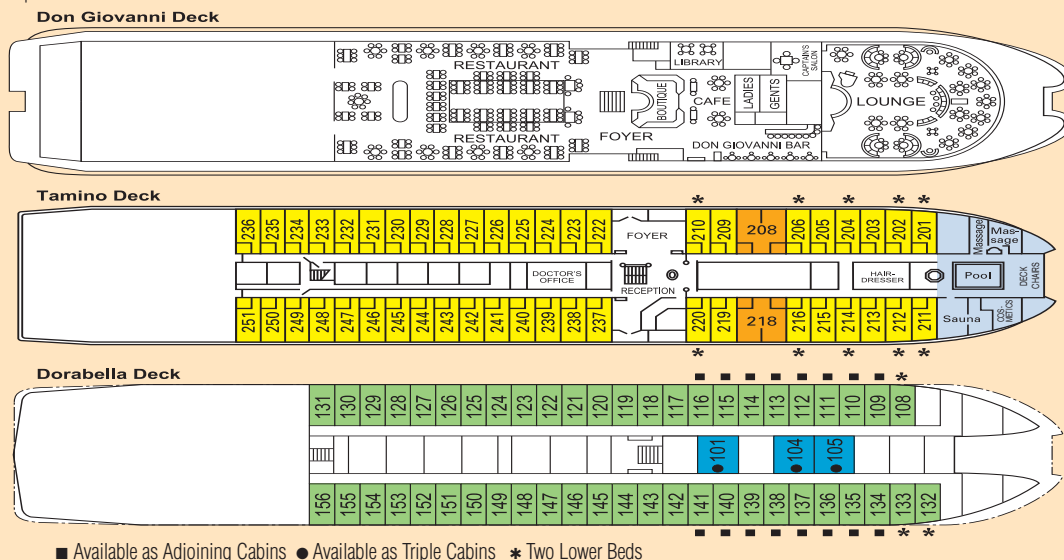 Don Giovanni Deck
RESTAURANT
RESTAURANT
FOYER
BOUTIQUE
LIBRARY
CAFE
LADIES
GENTS
CAPTAIN'S
SALON
DON GIOVANNI BAR
LOUNGE
Tamino Deck
* * * * *
236 235 234 233 232 231 230 229 228 227 226 225 224 223 222 FOYER 210 209 208 206 205 204 203 202 201
Massage
Mas-
sage
DOCTOR'S
OFFICE
RECEPTION
HAIR-
DRESSER
Pool
DECK
CHAIRS
251 250 249 248 247 246 245 244 243 242 241 240 239 238 237 220 219 218 216 215 214 213 212 211
Sauna
COS-
METICS
* * * * *
Dorabella Deck
■ ■ ■ ■ ■ ■ ■ ■ *
131 130 129 128 127 126 125 124 123 122 121 120 119 118 117 116 115 114 113 112 111 110 109 108
101 104 105
● ● ●
156 155 154 153 152 151 150 149 148 147 146 145 144 143 142 141 140 139 138 137 136 135 134 133 132
■ ■ ■ ■ ■ ■ ■ ■ * *
■ Available as Adjoining Cabins ● Available as Triple Cabins * Two Lower Beds